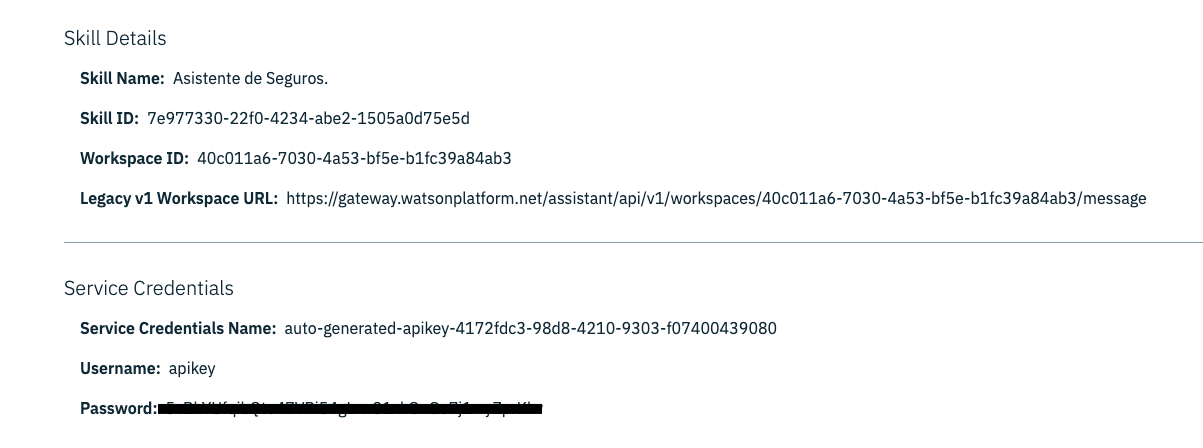 Skill Details
Skill Name: Asistente de Seguros.
Skill ID: 7e977330-22f0-4234-abe2-1505a0d75e5d
Workspace ID: 40c011a6-7030-4a53-bf5e-b1fc39a84ab3
Legacy v1 Workspace URL: https://gateway.watsonplatform.net/assistant/api/v1/workspaces/40c011a6-7030-4a53-bf5e-b1fc39a84ab3/message
Service Credentials
Service Credentials Name: auto-generated-apikey-4172fdc3-98d8-4210-9303-f07400439080
Username: apikey
Password: